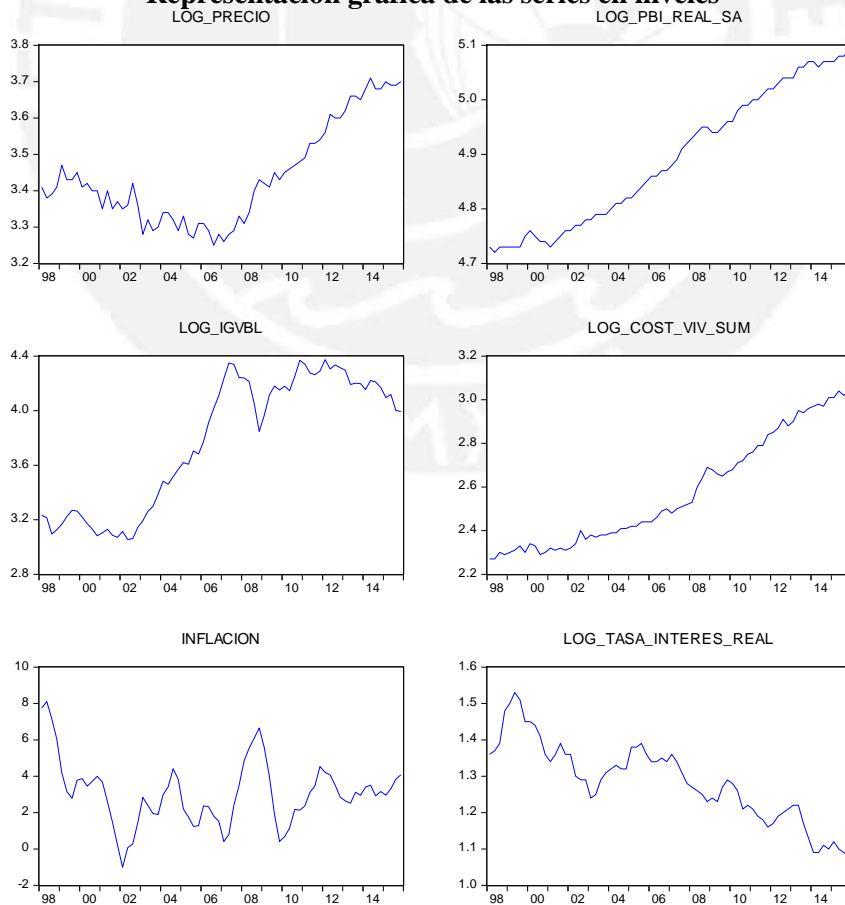 Representación gráfica de las series en niveles
LOG_PRECIO
3.8
3.7
3.6
3.5
3.4
3.3
3.2
98 00 02 04 06 08 10 12 14
LOG_PBI_REAL_SA
5.1
5.0
4.9
4.8
4.7
98 00 02 04 06 08 10 12 14
LOG_IGVBL
4.4
4.0
3.6
3.2
2.8
98 00 02 04 06 08 10 12 14
LOG_COST_VIV_SUM
3.2
3.0
2.8
2.6
2.4
2.2
98 00 02 04 06 08 10 12 14
INFLACION
10
8
6
4
2
0
-2
98 00 02 04 06 08 10 12 14
LOG_TASA_INTERES_REAL
1.6
1.5
1.4
1.3
1.2
1.1
1.0
98 00 02 04 06 08 10 12 14